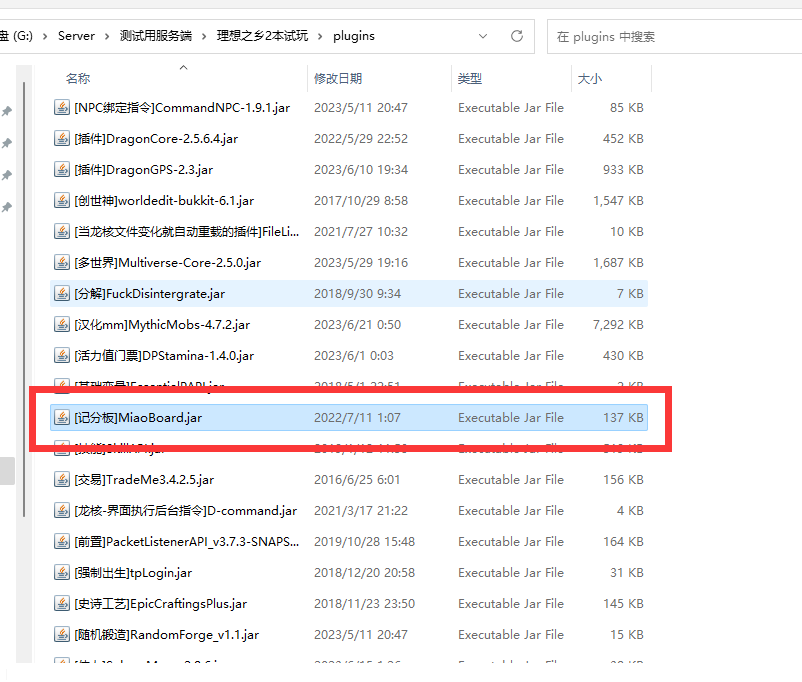 盘 (G:) › Server › 测试用服务端 › 理想之乡2本试玩 › plugins
在 plugins 中搜索
名称 修改日期 类型 大小
[NPC绑定指令]CommandNPC-1.9.1.jar 2023/5/11 20:47 Executable Jar File 85 KB
[插件]DragonCore-2.5.6.4.jar 2022/5/29 22:52 Executable Jar File 452 KB
[插件]DragonGPS-2.3.jar 2023/6/10 19:34 Executable Jar File 933 KB
[创世神]worldedit-bukkit-6.1.jar 2017/10/29 8:58 Executable Jar File 1,547 KB
[当龙核文件变化就自动重载的插件]FileLi... 2021/7/27 10:32 Executable Jar File 10 KB
[多世界]Multiverse-Core-2.5.0.jar 2023/5/29 19:16 Executable Jar File 1,687 KB
[分解]FuckDisintergrate.jar 2018/9/30 9:34 Executable Jar File 7 KB
[汉化mm]MythicMobs-4.7.2.jar 2023/6/21 0:50 Executable Jar File 7,292 KB
[活力值门票]DPStamina-1.4.0.jar 2023/6/1 0:03 Executable Jar File 430 KB
[基础变量]EssentialPAPI.jar Executable Jar File
[记分板]MiaoBoard.jar 2022/7/11 1:07 Executable Jar File 137 KB
[技能]SkillAPI.jar Executable Jar File
[交易]TradeMe3.4.2.5.jar 2016/6/25 6:01 Executable Jar File 156 KB
[龙核-界面执行后台指令]D-command.jar 2021/3/17 21:22 Executable Jar File 4 KB
[前置]PacketListenerAPI_v3.7.3-SNAPS... 2019/10/28 15:48 Executable Jar File 164 KB
[强制出生]tpLogin.jar 2018/12/20 20:58 Executable Jar File 31 KB
[史诗工艺]EpicCraftingsPlus.jar 2018/11/23 23:50 Executable Jar File 145 KB
[随机锻造]RandomForge_v1.1.jar 2023/5/11 20:47 Executable Jar File 15 KB